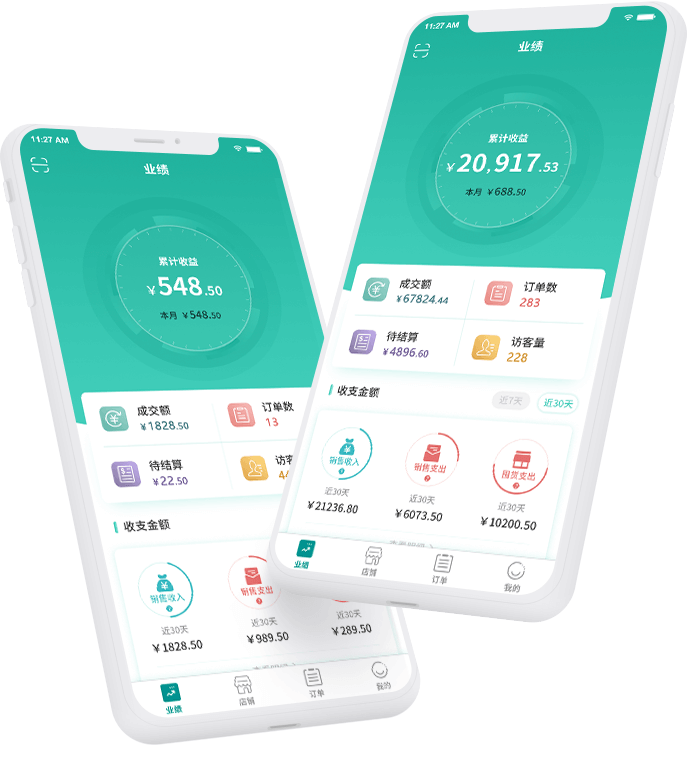 11:27 AM
业绩
累计收益
￥548.50
本月 ￥548.50
成交额
￥1828.50
订单数
13
待结算
￥22.50
收支金额
销售收入
近30天
￥1828.50
销售支出
近30天
￥989.50
近30天
￥289.50
业绩
店铺
订单
我的
11:27 AM
业绩
累计收益
￥20,917.53
本月 ￥688.50
成交额
￥67824.44
订单数
283
待结算
￥4896.60
访客量
228
收支金额
近7天
近30天
销售收入
近30天
￥21236.80
销售支出
近30天
￥6073.50
囤货支出
近30天
￥10200.50
业绩
店铺
订单
我的